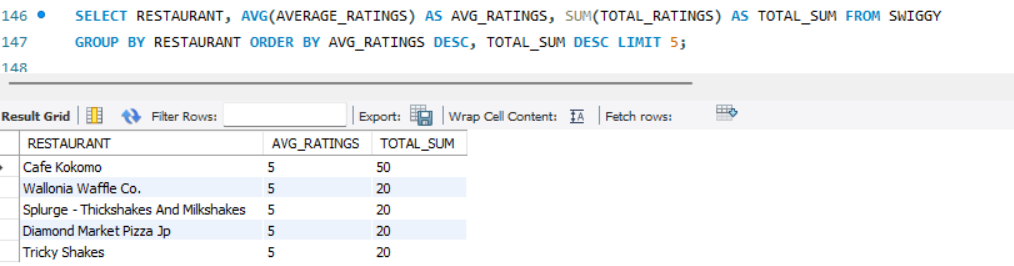 146 SELECT RESTAURANT, AVG(AVERAGE_RATINGS) AS AVG_RATINGS, SUM(TOTAL_RATINGS) AS TOTAL_SUM FROM SWIGGY
147 GROUP BY RESTAURANT ORDER BY AVG_RATINGS DESC, TOTAL_SUM DESC LIMIT 5;
148
Result Grid Filter Rows: Export: Wrap Cell Content: IA Fetch rows:
RESTAURANT AVG_RATINGS TOTAL_SUM
Cafe Kokomo 5 50
Wallonia Waffle Co. 5 20
Splurge - Thickshakes And Milkshakes 5 20
Diamond Market Pizza Jp 5 20
Tricky Shakes 5 20